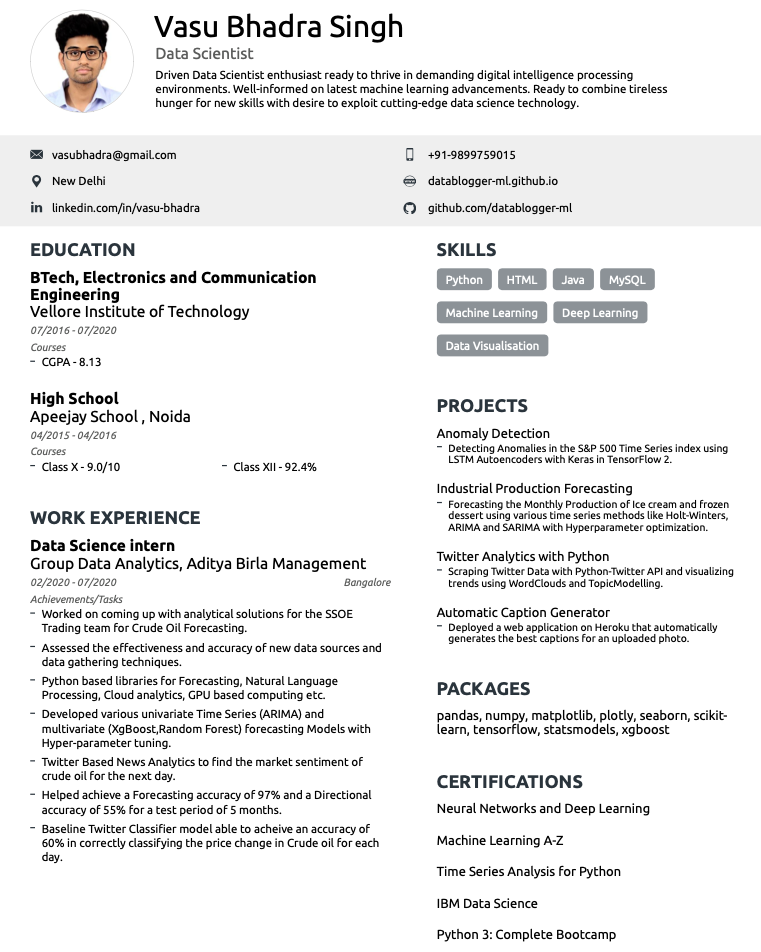 Vasu Bhadra Singh
Data Scientist
Driven Data Scientist enthusiast ready to thrive in demanding digital intelligence processing
environments. Well-informed on latest machine learning advancements. Ready to combine tireless
hunger for new skills with desire to exploit cutting-edge data science technology.
vasubhadra@gmail.com
+91-9899759015
New Delhi
datablogger-ml.github.io
linkedin.com/in/vasu-bhadra
github.com/datablogger-ml
EDUCATION
BTech, Electronics and Communication
Engineering
Vellore Institute of Technology
07/2016 - 07/2020
Courses
– CGPA - 8.13
High School
Apeejay School , Noida
04/2015 - 04/2016
Courses
– Class X - 9.0/10
– Class XII - 92.4%
WORK EXPERIENCE
Data Science intern
Group Data Analytics, Aditya Birla Management
02/2020 - 07/2020
Bangalore
Achievements/Tasks
– Worked on coming up with analytical solutions for the SSOE
Trading team for Crude Oil Forecasting.
– Assessed the effectiveness and accuracy of new data sources and
data gathering techniques.
– Python based libraries for Forecasting, Natural Language
Processing, Cloud analytics, GPU based computing etc.
– Developed various univariate Time Series (ARIMA) and
multivariate (XgBoost,Random Forest) forecasting Models with
Hyper-parameter tuning.
– Twitter Based News Analytics to find the market sentiment of
crude oil for the next day.
– Helped achieve a Forecasting accuracy of 97% and a Directional
accuracy of 55% for a test period of 5 months.
– Baseline Twitter Classifier model able to acheive an accuracy of
60% in correctly classifying the price change in Crude oil for each
day.
SKILLS
Python HTML Java MySQL
Machine Learning Deep Learning
Data Visualisation
PROJECTS
Anomaly Detection
– Detecting Anomalies in the S&P 500 Time Series index using
LSTM Autoencoders with Keras in TensorFlow 2.
Industrial Production Forecasting
– Forecasting the Monthly Production of Ice cream and frozen
dessert using various time series methods like Holt-Winters,
ARIMA and SARIMA with Hyperparameter optimization.
Twitter Analytics with Python
– Scraping Twitter Data with Python-Twitter API and visualizing
trends using WordClouds and TopicModelling.
Automatic Caption Generator
– Deployed a web application on Heroku that automatically
generates the best captions for an uploaded photo.
PACKAGES
pandas, numpy, matplotlib, plotly, seaborn, scikit-
learn, tensorflow, statsmodels, xgboost
CERTIFICATIONS
Neural Networks and Deep Learning
Machine Learning A-Z
Time Series Analysis for Python
IBM Data Science
Python 3: Complete Bootcamp